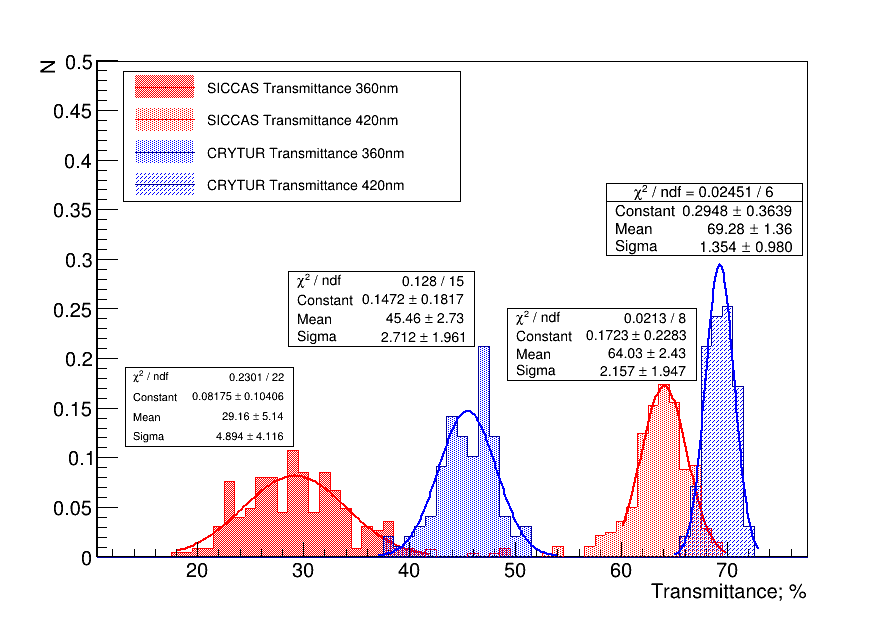 N
0.5
0.45
0.4
0.35
0.3
0.25
0.2
0.15
0.1
0.05
0
SICCAS Transmittance 360nm
SICCAS Transmittance 420nm
CRYTUR Transmittance 360nm
CRYTUR Transmittance 420nm
χ² / ndf = 0.02451 / 6
Constant 0.2948 ± 0.3639
Mean 69.28 ± 1.36
Sigma 1.354 ± 0.980
χ² / ndf 0.128 / 15
Constant 0.1472 ± 0.1817
Mean 45.46 ± 2.73
Sigma 2.712 ± 1.961
χ² / ndf 0.0213 / 8
Constant 0.1723 ± 0.2283
Mean 64.03 ± 2.43
Sigma 2.157 ± 1.947
χ² / ndf 0.2301 / 22
Constant 0.08175 ± 0.10406
Mean 29.16 ± 5.14
Sigma 4.894 ± 4.116
20 30 40 50 60 70
Transmittance; %